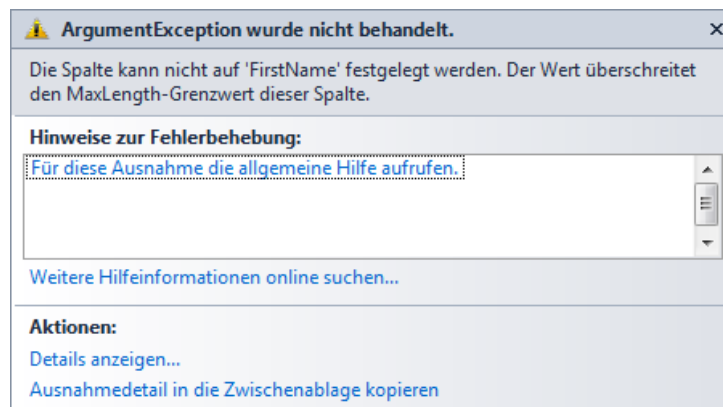 ArgumentException wurde nicht behandelt.
Die Spalte kann nicht auf 'FirstName' festgelegt werden. Der Wert überschreitet
den MaxLength-Grenzwert dieser Spalte.
Hinweise zur Fehlerbehebung:
Für diese Ausnahme die allgemeine Hilfe aufrufen.
Weitere Hilfeinformationen online suchen...
Aktionen:
Details anzeigen...
Ausnahmedetail in die Zwischenablage kopieren